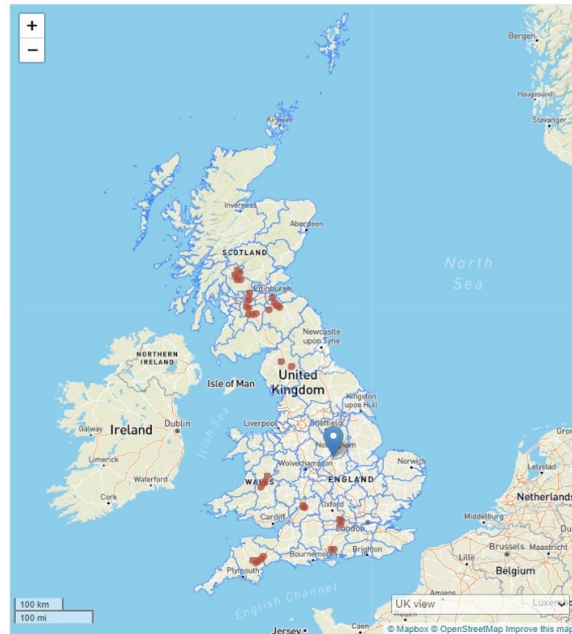 +
−
Bergen
Haugesund
Stavanger
Kirkwall
Inverness
Aberdeen
SCOTLAND
Edinburgh
North
Sea
Newcastle
upon Tyne
NORTHERN
IRELAND
Isle of Man
United
Kingdom
Kingston
upon Hull
Irish Sea
Ireland
Dublin
Galway
Liverpool
Sheffield
Limerick
Nottingham
Waterford
Wolverhampton
Norwich
Cork
WALES
ENGLAND
Lelystad
Netherlands
Oxford
Cardiff
London
Middelburg
Bournemouth
Brighton
Brussels
Maastricht
Lille
Plymouth
Belgium
English Channel
Amiens
100 km
100 mi
UK view
Jersey
Caen
© Mapbox © OpenStreetMap Improve this map